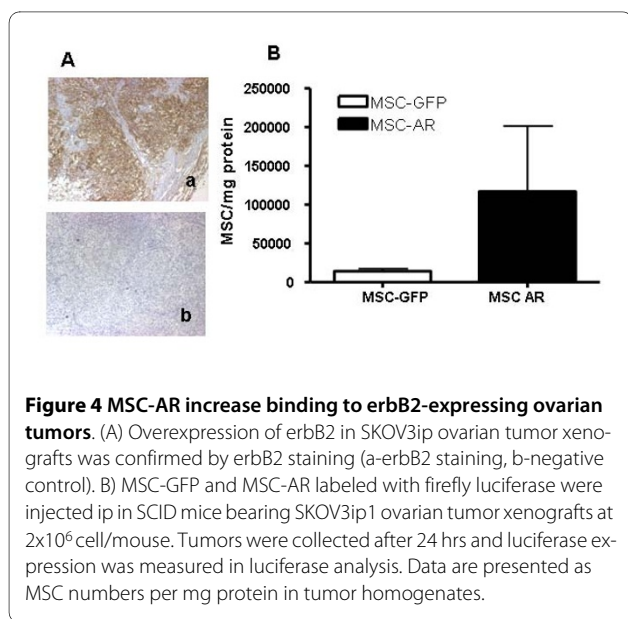 A
a
b
B
250000
200000
150000
100000
50000
0
MSC/mg protein
MSC-GFP
MSC-AR
MSC-GFP
MSC AR
Figure 4 MSC-AR increase binding to erbB2-expressing ovarian
tumors. (A) Overexpression of erbB2 in SKOV3ip ovarian tumor xeno-
grafts was confirmed by erbB2 staining (a-erbB2 staining, b-negative
control). B) MSC-GFP and MSC-AR labeled with firefly luciferase were
injected ip in SCID mice bearing SKOV3ip1 ovarian tumor xenografts at
2x10⁶ cell/mouse. Tumors were collected after 24 hrs and luciferase ex-
pression was measured in luciferase analysis. Data are presented as
MSC numbers per mg protein in tumor homogenates.